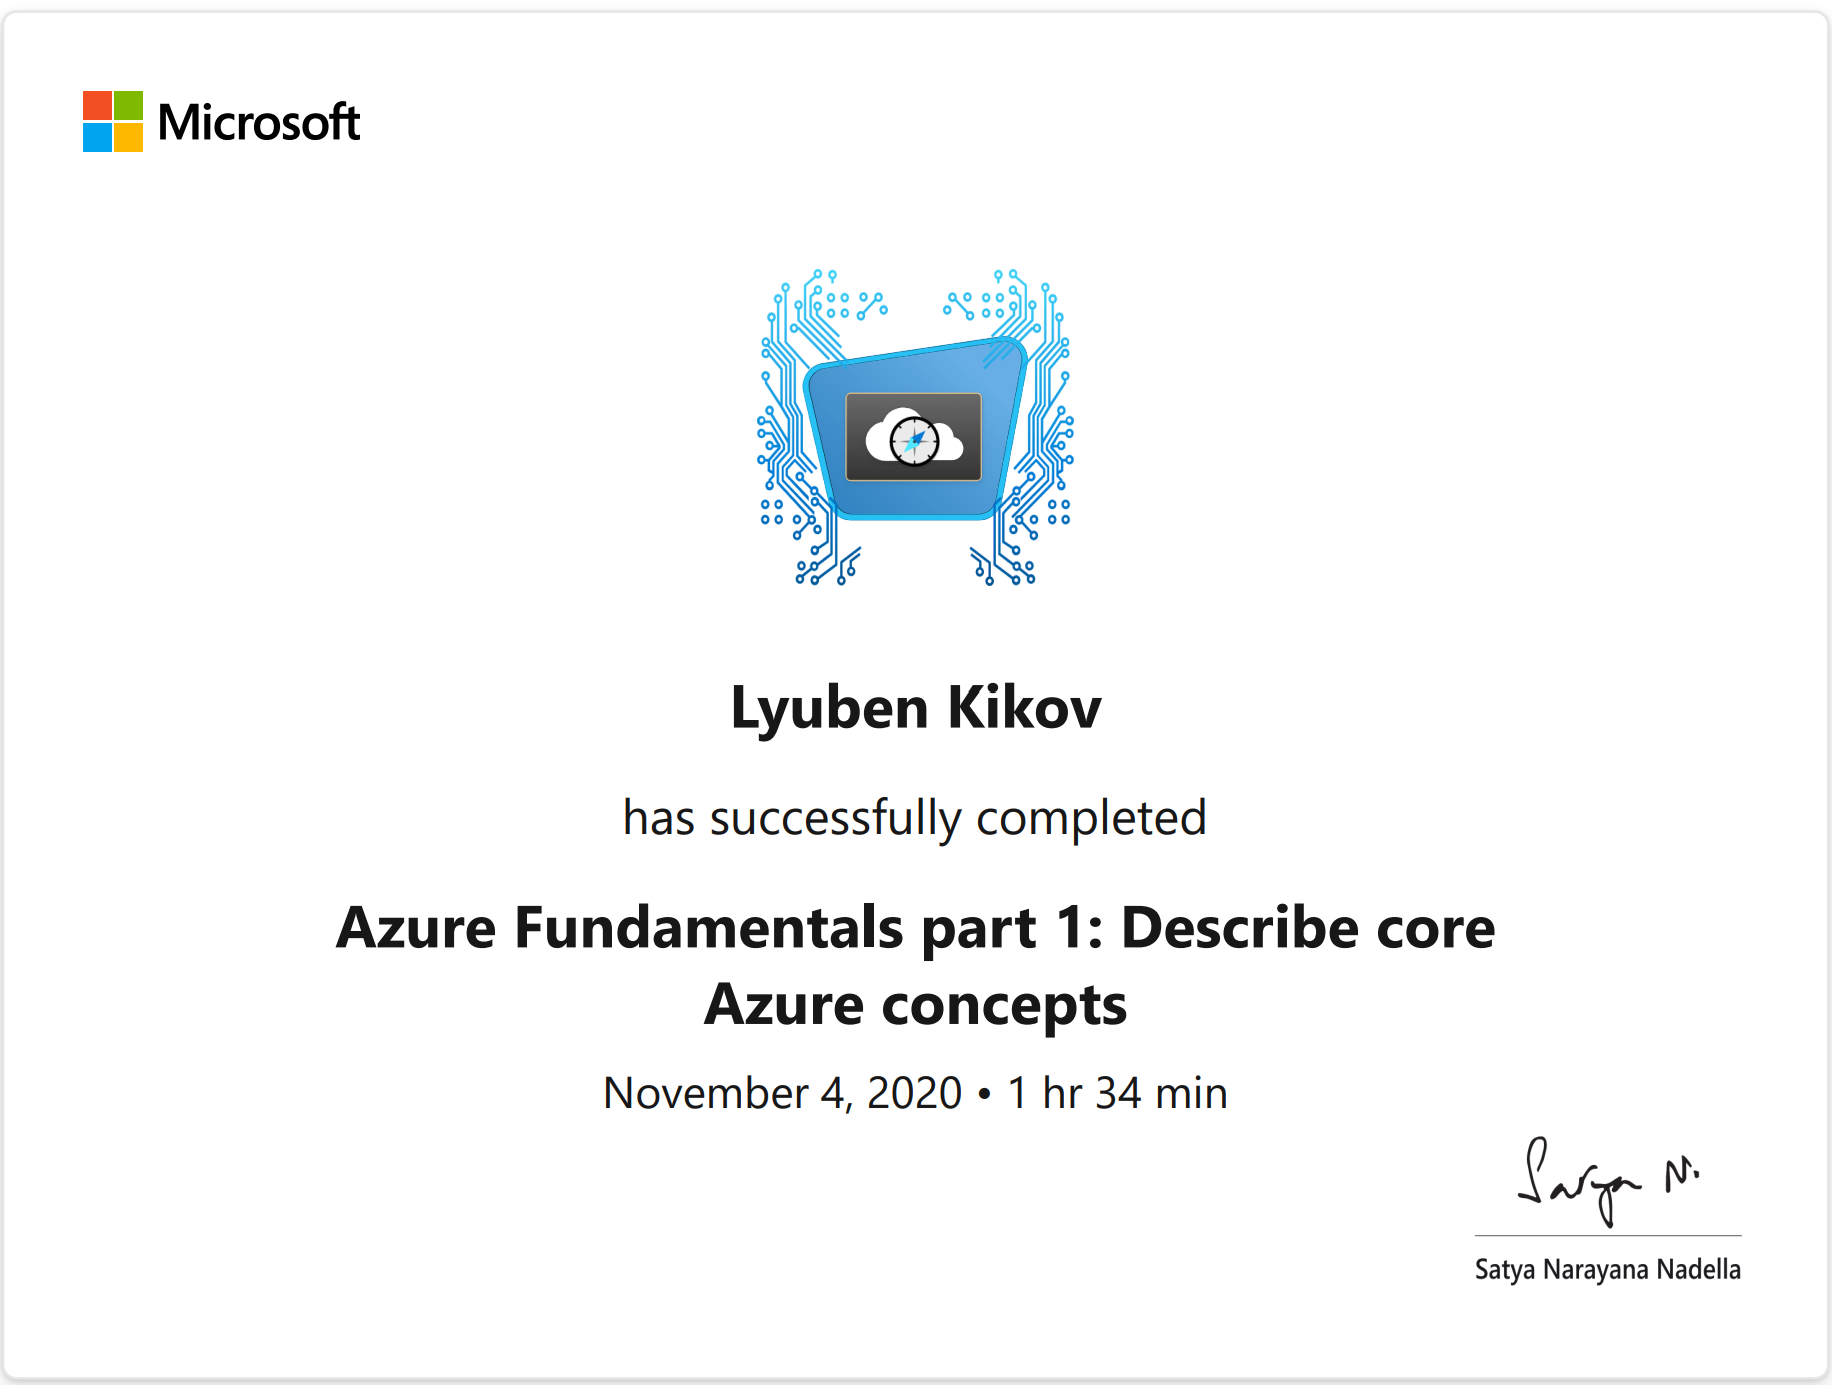 Microsoft
Lyuben Kikov
has successfully completed
Azure Fundamentals part 1: Describe core
Azure concepts
November 4, 2020 • 1 hr 34 min
Satya N.
Satya Narayana Nadella